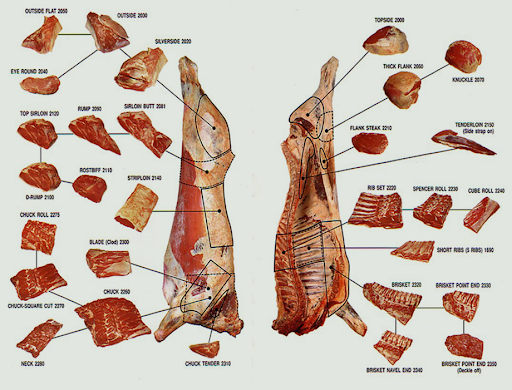 OUTSIDE FLAT 2050
OUTSIDE 2030
SILVERSIDE 2020
EYE ROUND 2040
TOP SIRLOIN 2120
RUMP 2090
SIRLOIN BUTT 2081
D-RUMP 2100
ROSTBIFF 2110
STRIPLOIN 2140
CHUCK ROLL 2275
BLADE (Clod) 2300
CHUCK-SQUARE CUT 2270
CHUCK 2260
NECK 2280
CHUCK TENDER 2310
TOPSIDE 2000
THICK FLANK 2060
KNUCKLE 2070
FLANK STEAK 2210
TENDERLOIN 2150
(Side strap on)
RIB SET 2220
SPENCER ROLL 2230
CUBE ROLL 2240
SHORT RIBS (5 RIBS) 1690
BRISKET 2320
BRISKET POINT END 2330
BRISKET NAVEL END 2340
BRISKET POINT END 2350
(Deckle off)